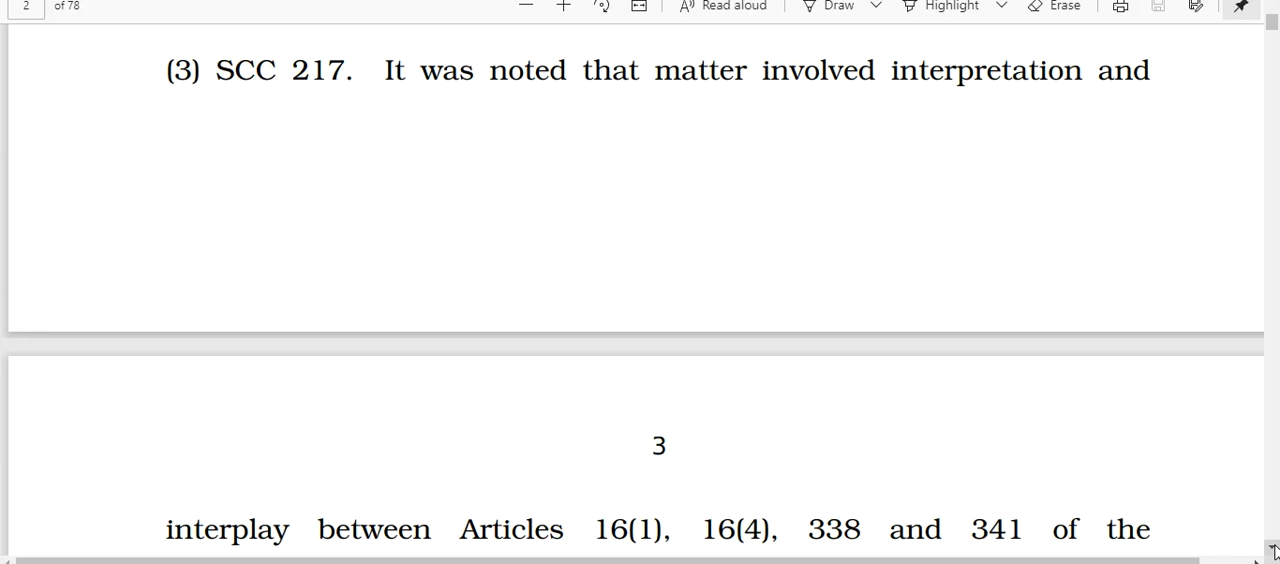 2 of 78 Read aloud Draw Highlight Erase
(3) SCC 217. It was noted that matter involved interpretation and
3
interplay between Articles 16(1), 16(4), 338 and 341 of the